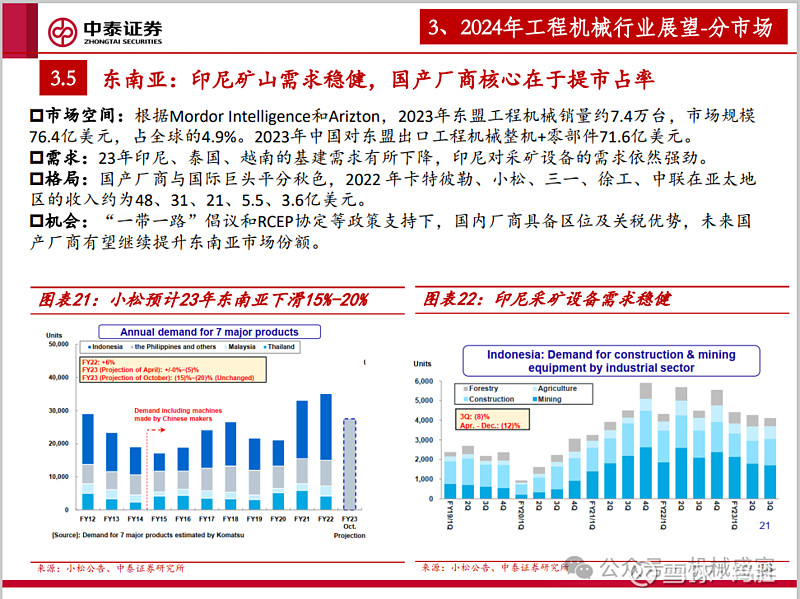 中泰证券
ZHONGTAI SECURITIES
3、2024年工程机械行业展望-分市场
3.5 东南亚：印尼矿山需求稳健，国产厂商核心在于提市占率
市场空间：根据Mordor Intelligence和Arizton，2023年东盟工程机械销量约7.4万台，市场规模
76.4亿美元，占全球的4.9%。2023年中国对东盟出口工程机械整机+零部件71.6亿美元。
需求：23年印尼、泰国、越南的基建需求有所下降，印尼对采矿设备的需求依然强劲。
格局：国产厂商与国际巨头平分秋色，2022 年卡特彼勒、小松、三一、徐工、中联在亚太地
区的收入约为48、31、21、5.5、3.6亿美元。
机会：“一带一路”倡议和RCEP协定等政策支持下，国内厂商具备区位及关税优势，未来国
产厂商有望继续提升东南亚市场份额。
图表21：小松预计23年东南亚下滑15%-20%
Annual demand for 7 major products
Units
Indonesia the Philippines and others Malaysia Thailand
FY22: +6%
FY23 (Projection of April): +/-0%~(5)%
FY23 (Projection of October): (15)%~(20)% (Unchanged)
Demand including machines
made by Chinese makers
50,000
40,000
30,000
20,000
10,000
0
FY12 FY13 FY14 FY15 FY16 FY17 FY18 FY19 FY20 FY21 FY22 FY23
Oct.
Projection
[Source]: Demand for 7 major products estimated by Komatsu
来源：小松公告、中泰证券研究所
图表22：印尼采矿设备需求稳健
Indonesia: Demand for construction & mining
equipment by industrial sector
Units
Forestry Agriculture
Construction Mining
3Q: (8)%
Apr. - Dec.: (12)%
6,000
5,000
4,000
3,000
2,000
1,000
0
FY19/1Q 2Q 3Q 4Q FY20/1Q 2Q 3Q 4Q FY21/1Q 2Q 3Q 4Q FY22/1Q 2Q 3Q 4Q FY23/1Q 2Q 3Q
21
来源：小松公告、中泰证券研究所
公众号